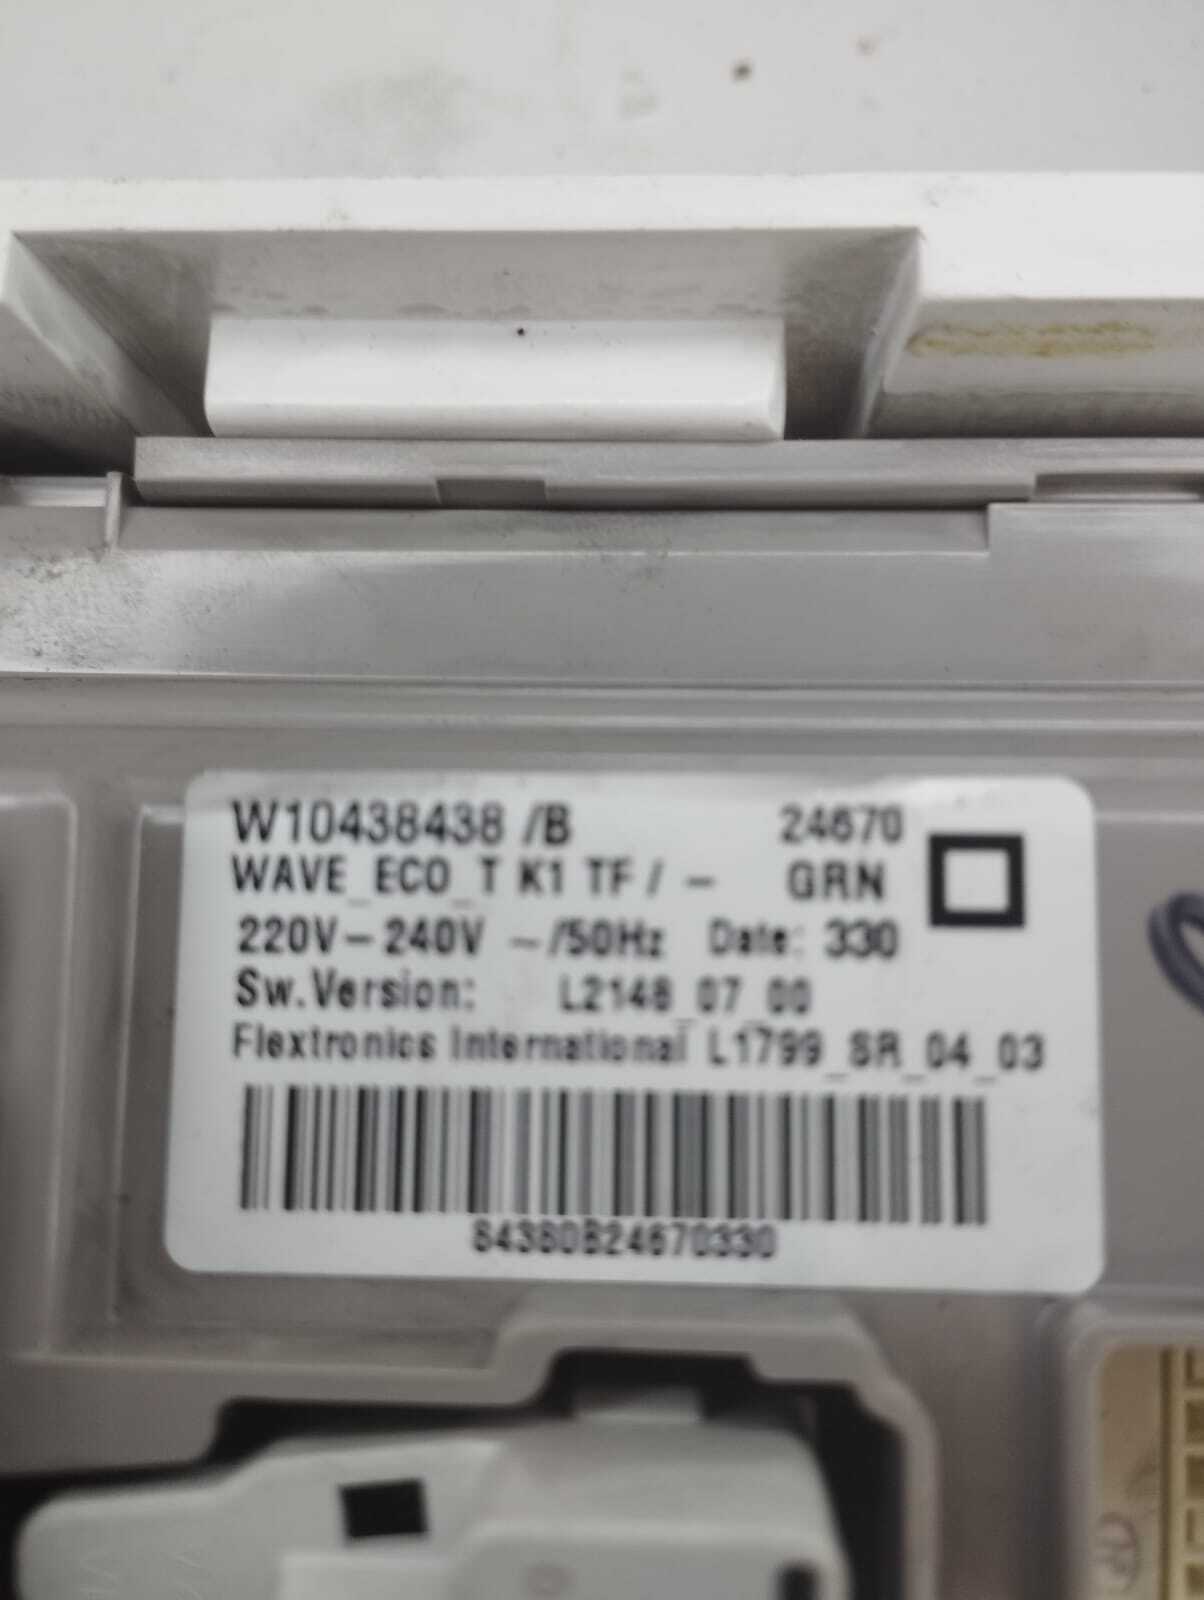 W10438438 /B 24670
WAVE_ECO_T K1 TF / – GRN
220V – 240V ~/50Hz Date: 330
Sw.Version: L2148_07_00
Flextronics International L1799_SR_04_03
84380B24670330